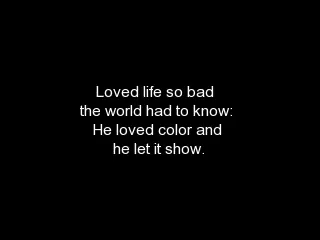 Loved life so bad
the world had to know:
He loved color and
he let it show.